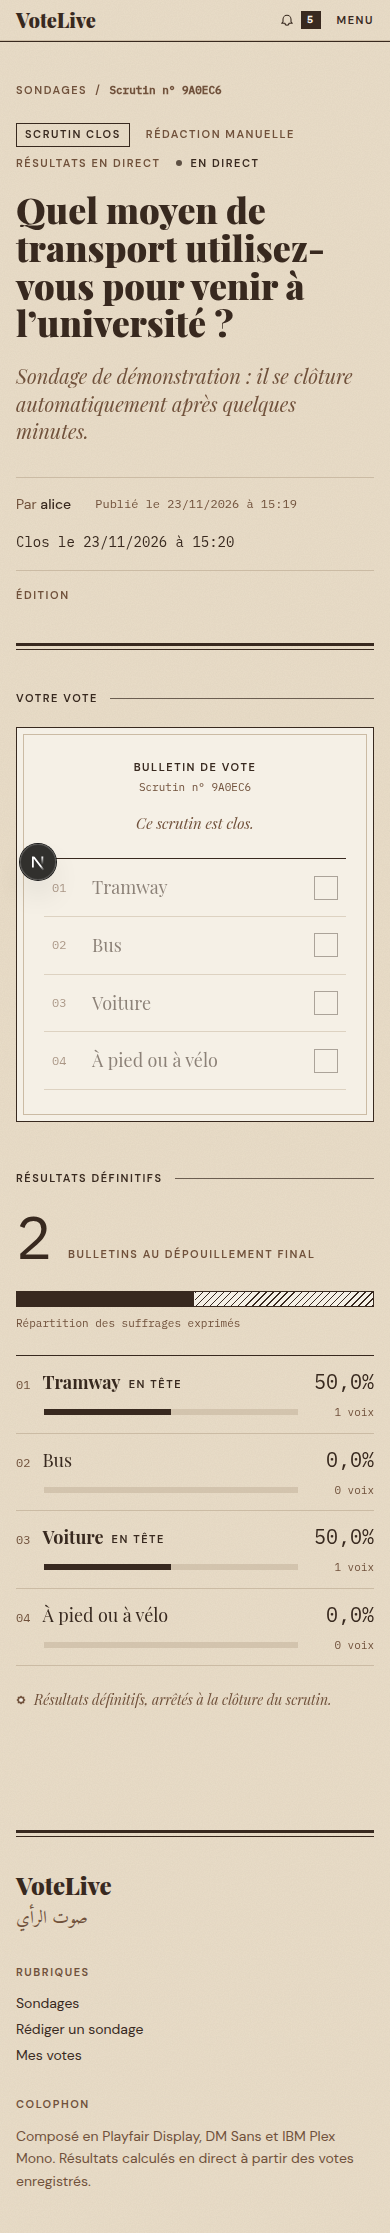 VoteLive 5 MENU
SONDAGES / Scrutin n° 9A0EC6
SCRUTIN CLOS RÉDACTION MANUELLE
RÉSULTATS EN DIRECT EN DIRECT
Quel moyen de
transport utilisez-
vous pour venir à
l’université ?
Sondage de démonstration : il se clôture
automatiquement après quelques
minutes.
Par alice Publié le 23/11/2026 à 15:19
Clos le 23/11/2026 à 15:20
ÉDITION
VOTRE VOTE
BULLETIN DE VOTE
Scrutin n° 9A0EC6
Ce scrutin est clos.
N
01 Tramway
02 Bus
03 Voiture
04 À pied ou à vélo
RÉSULTATS DÉFINITIFS
2 BULLETINS AU DÉPOUILLEMENT FINAL
Répartition des suffrages exprimés
01 Tramway EN TÊTE 50,0%
1 voix
02 Bus 0,0%
0 voix
03 Voiture EN TÊTE 50,0%
1 voix
04 À pied ou à vélo 0,0%
0 voix
Résultats définitifs, arrêtés à la clôture du scrutin.
VoteLive
صوت الرأي
RUBRIQUES
Sondages
Rédiger un sondage
Mes votes
COLOPHON
Composé en Playfair Display, DM Sans et IBM Plex
Mono. Résultats calculés en direct à partir des votes
enregistrés.